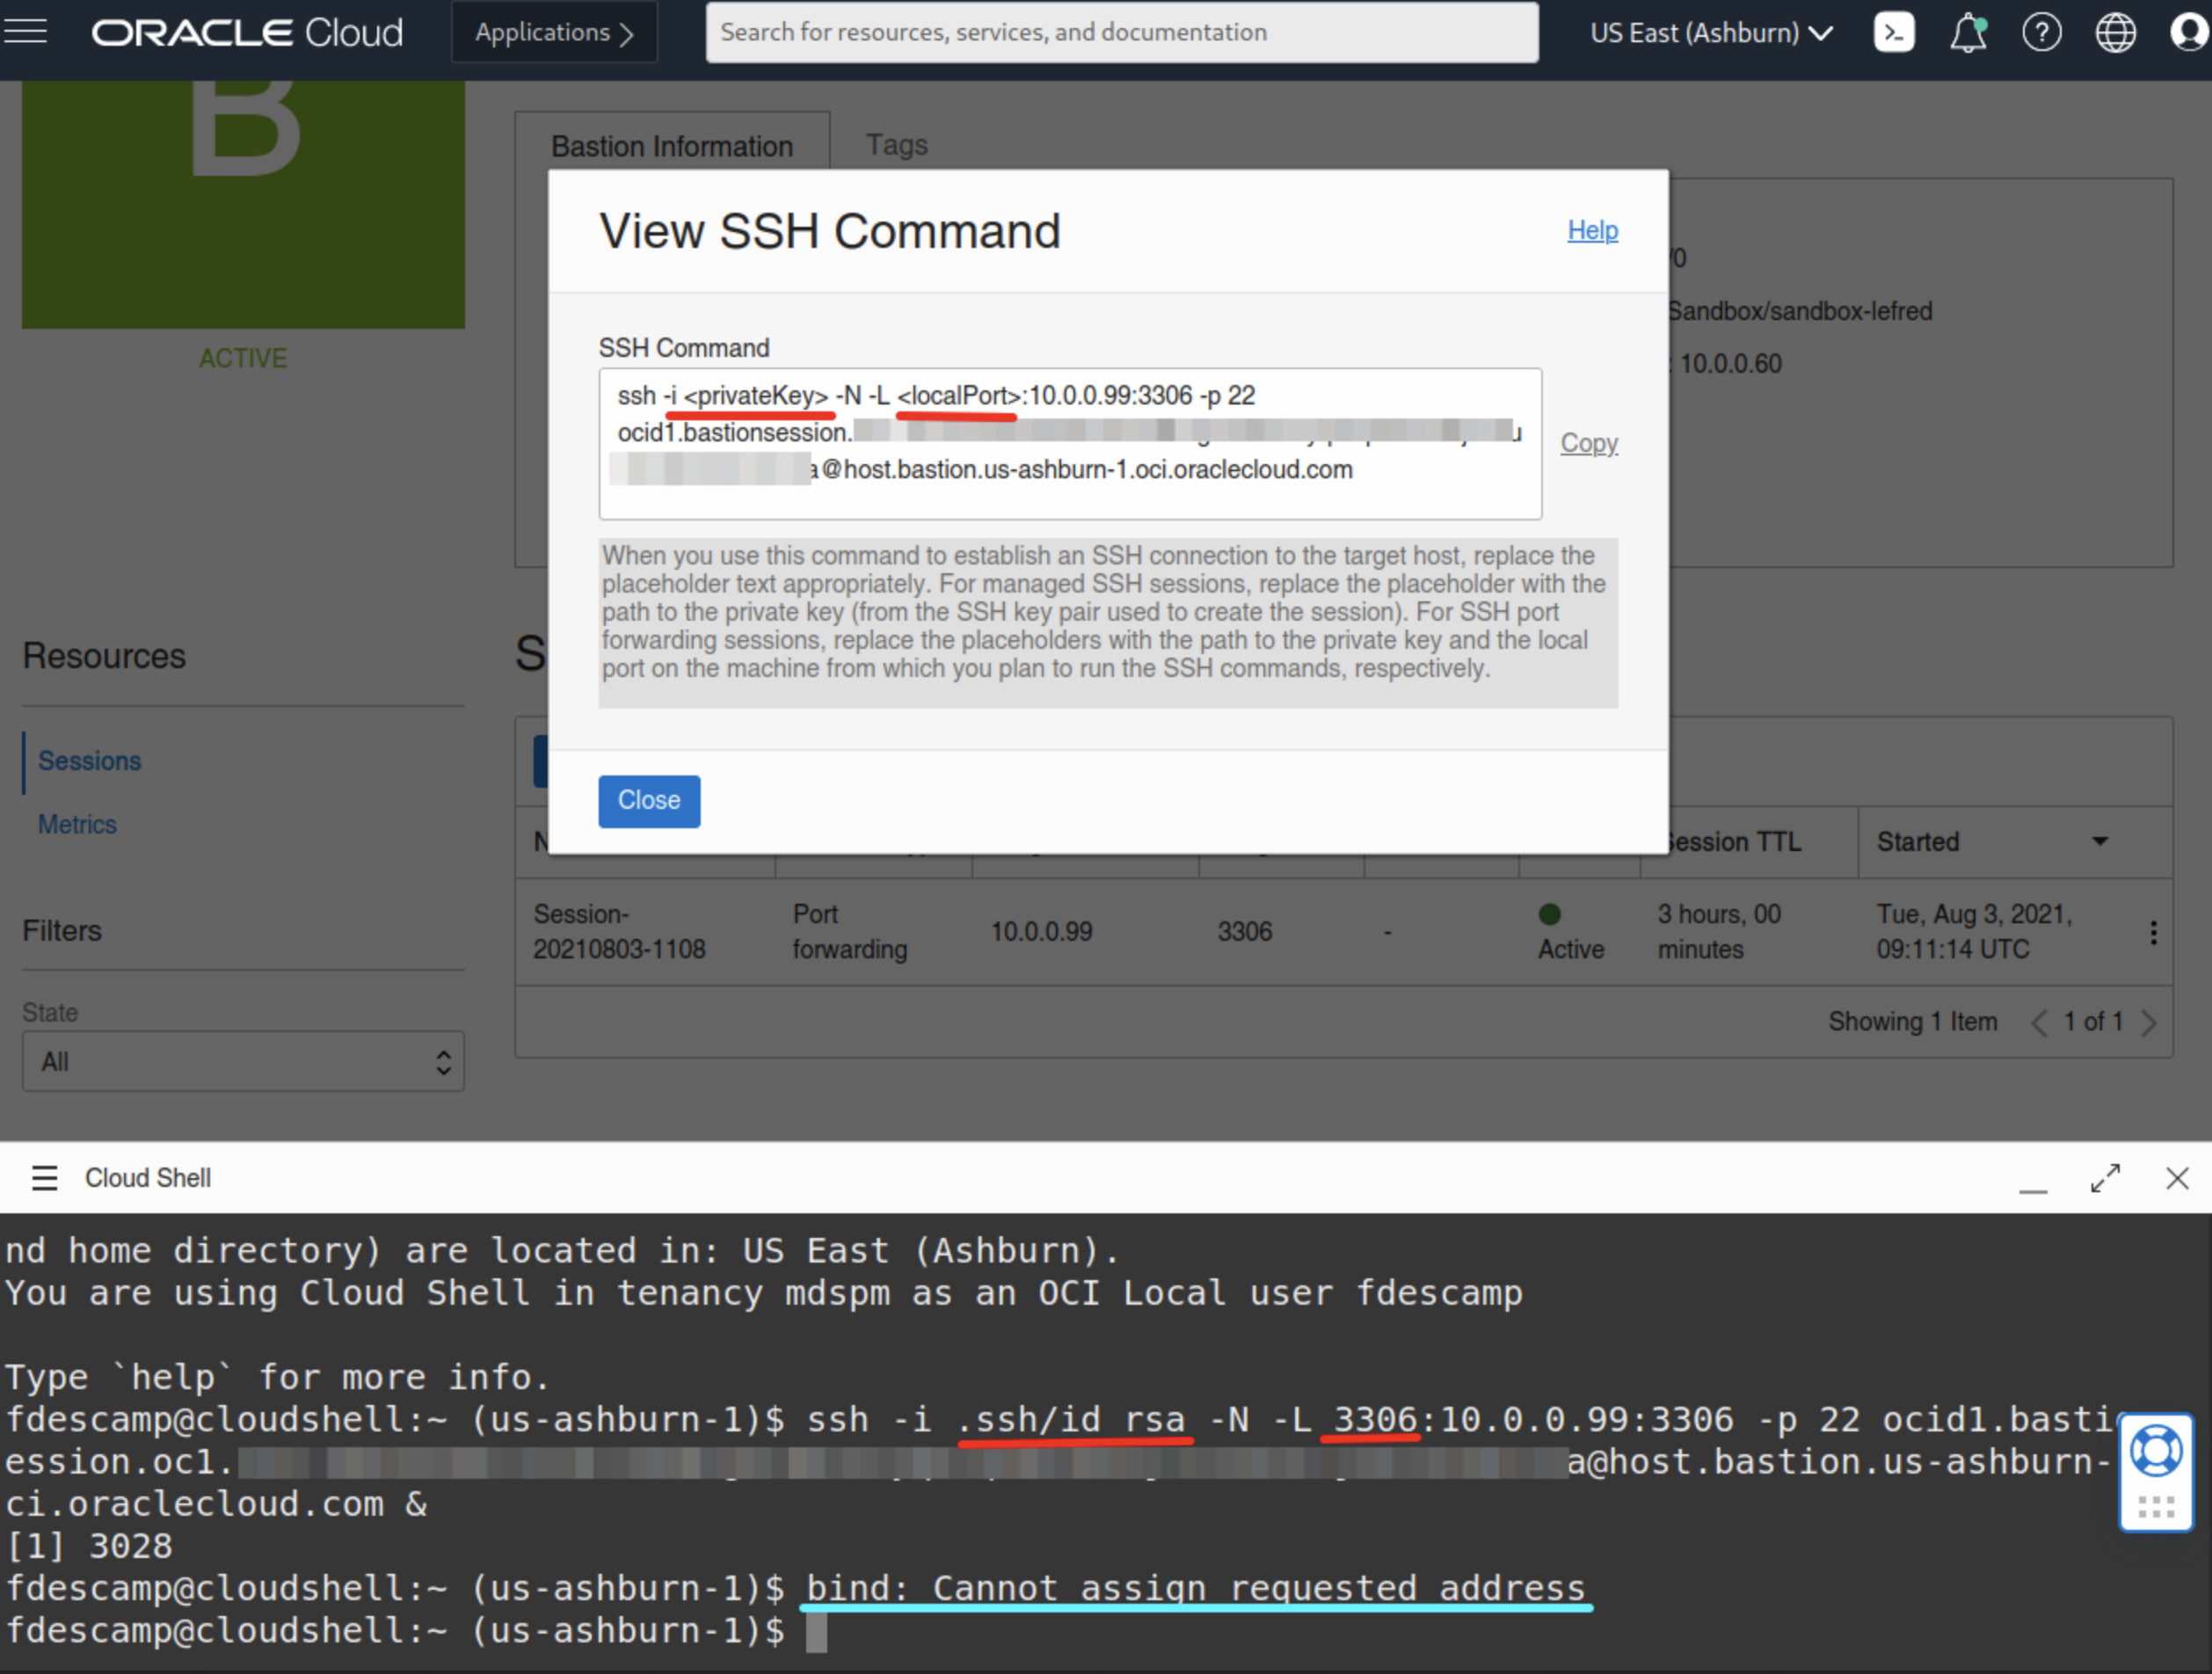 ORACLE Cloud
Applications
Search for resources, services, and documentation
US East (Ashburn)
B
ACTIVE
Bastion Information
Tags
/0
Sandbox/sandbox-lefred
: 10.0.0.60
View SSH Command
Help
SSH Command
ssh -i <privateKey> -N -L <localPort>:10.0.0.99:3306 -p 22
ocid1.bastionsession.
a@host.bastion.us-ashburn-1.oci.oraclecloud.com
Copy
When you use this command to establish an SSH connection to the target host, replace the
placeholder text appropriately. For managed SSH sessions, replace the placeholder with the
path to the private key (from the SSH key pair used to create the session). For SSH port
forwarding sessions, replace the placeholders with the path to the private key and the local
port on the machine from which you plan to run the SSH commands, respectively.
Close
Resources
Sessions
Metrics
Filters
State
All
S
N
Session TTL
Started
Session-
20210803-1108
Port
forwarding
10.0.0.99
3306
-
Active
3 hours, 00
minutes
Tue, Aug 3, 2021,
09:11:14 UTC
Showing 1 Item
1 of 1
Cloud Shell
nd home directory) are located in: US East (Ashburn).
You are using Cloud Shell in tenancy mdspm as an OCI Local user fdescamp
Type `help` for more info.
fdescamp@cloudshell:~ (us-ashburn-1)$ ssh -i .ssh/id_rsa -N -L 3306:10.0.0.99:3306 -p 22 ocid1.basti
ession.oc1.
a@host.bastion.us-ashburn-
ci.oraclecloud.com &
[1] 3028
fdescamp@cloudshell:~ (us-ashburn-1)$ bind: Cannot assign requested address
fdescamp@cloudshell:~ (us-ashburn-1)$